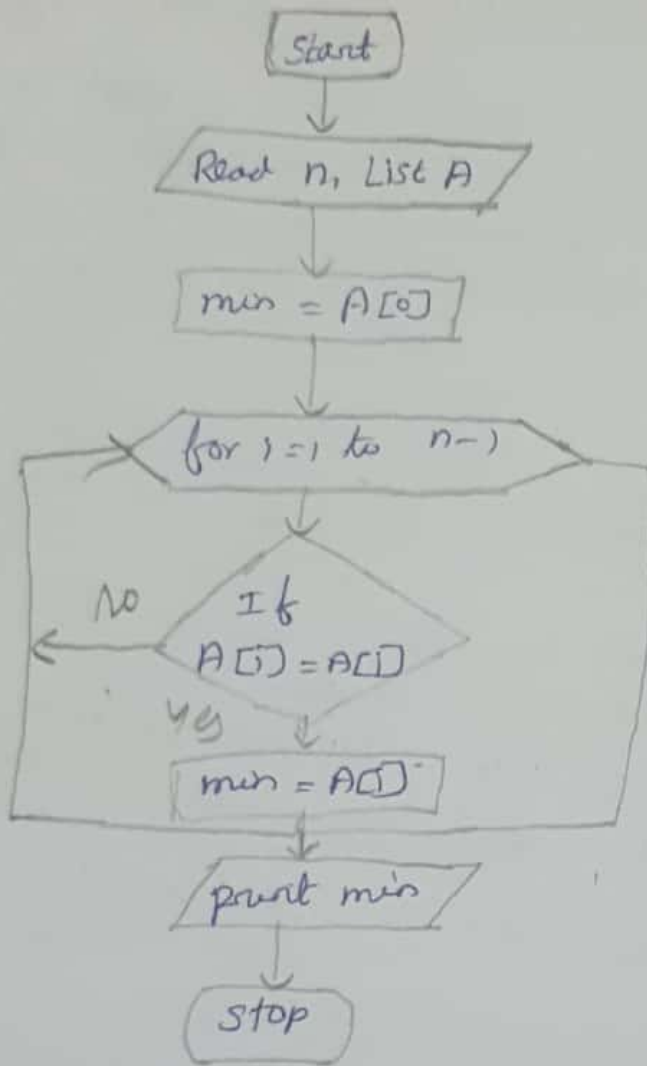 Start
Read n, List A
min = A[0]
for i=1 to n-1
If
A[i] = A[i]
No
Yes
min = A[i]
print min
Stop